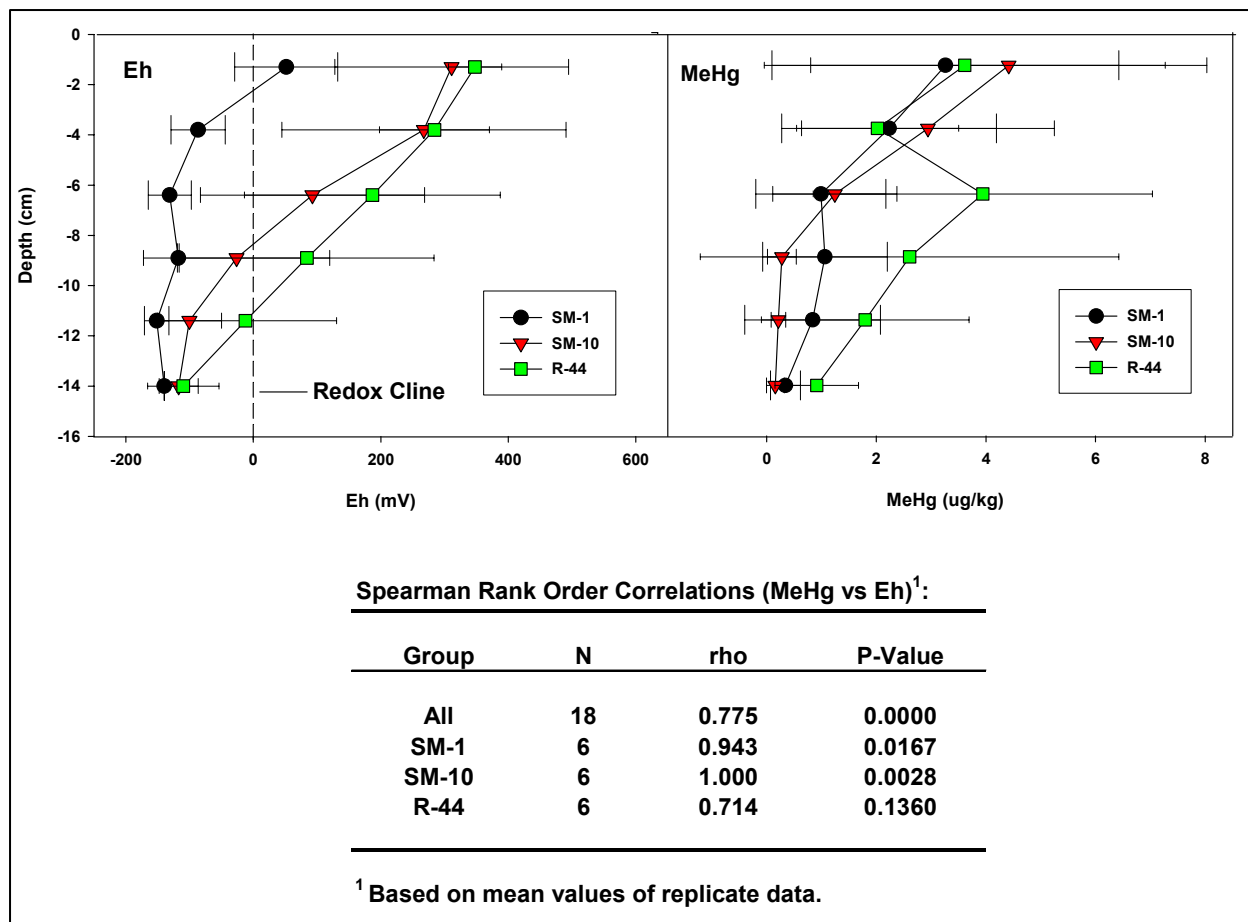 Eh
MeHg
0
-2
-4
-6
-8
-10
-12
-14
-16
Depth (cm)
SM-1
SM-10
R-44
Redox Cline
SM-1
SM-10
R-44
-200 0 200 400 600
0 2 4 6 8
Eh (mV)
MeHg (ug/kg)
Spearman Rank Order Correlations (MeHg vs Eh)¹:
Group N rho P-Value
All 18 0.775 0.0000
SM-1 6 0.943 0.0167
SM-10 6 1.000 0.0028
R-44 6 0.714 0.1360
¹ Based on mean values of replicate data.